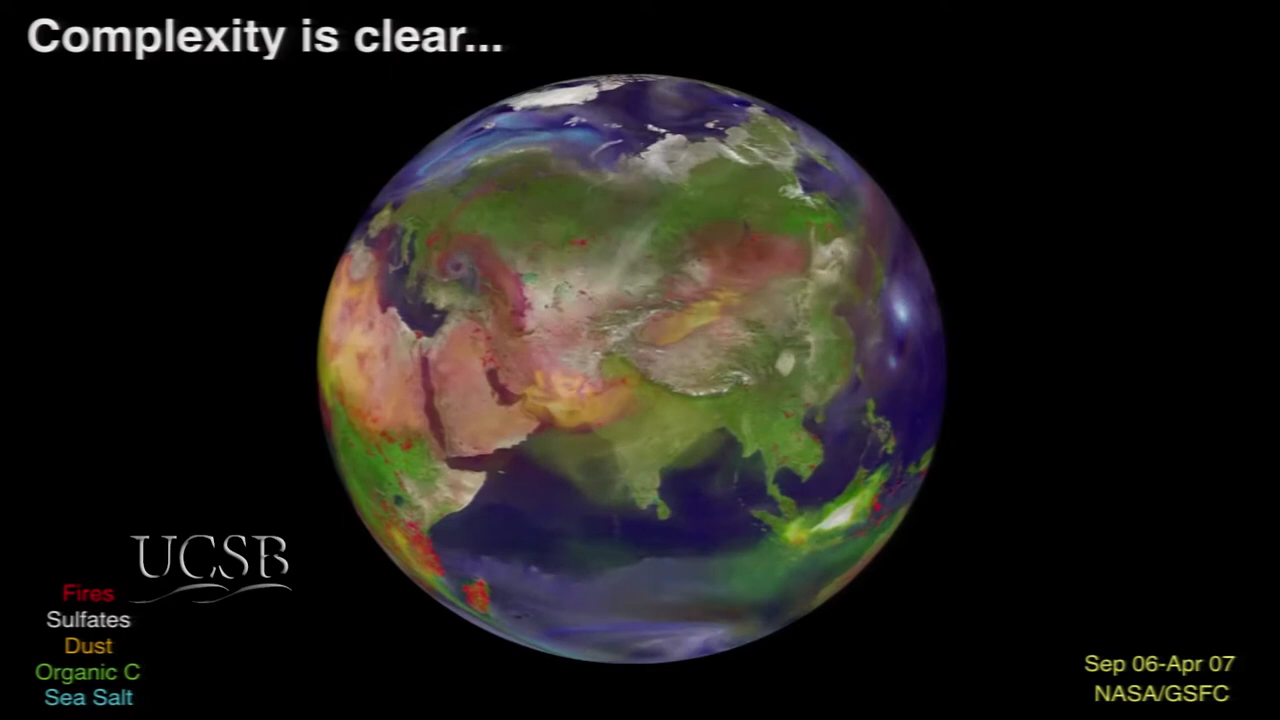 Complexity is clear...
UCSB
Fires
Sulfates
Dust
Organic C
Sea Salt
Sep 06-Apr 07
NASA/GSFC